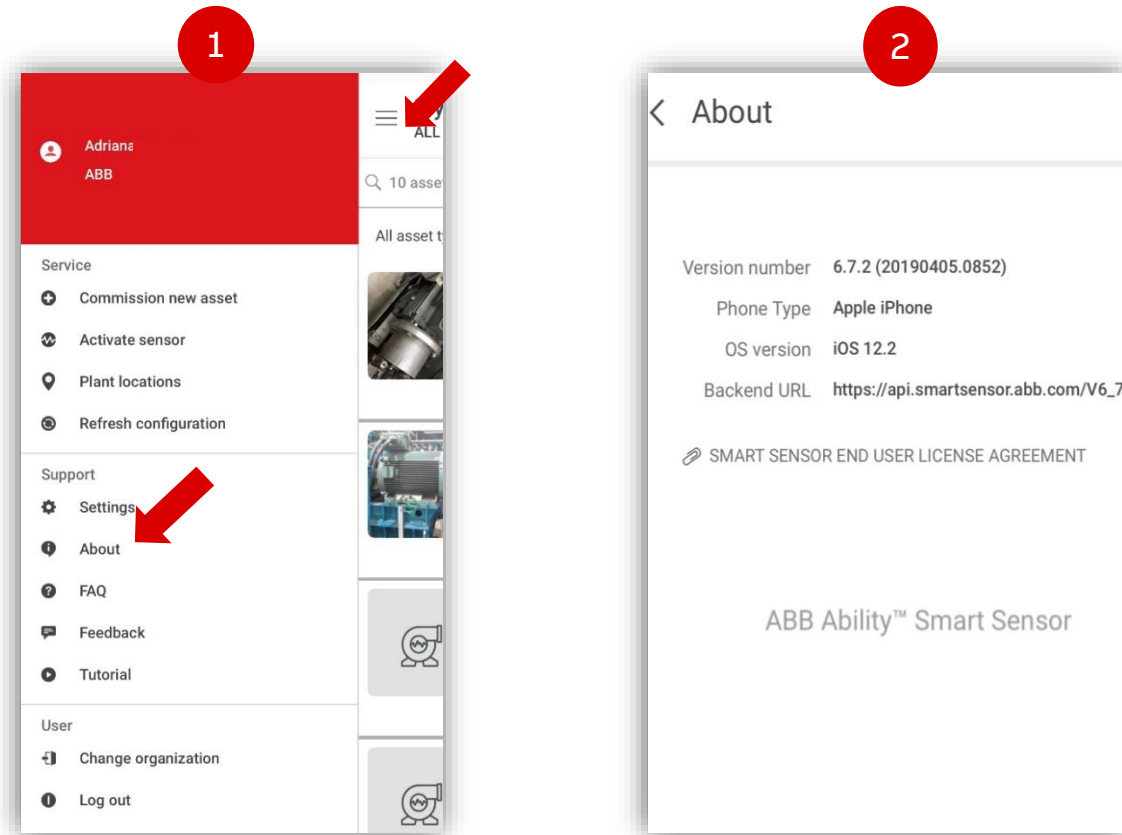 1
Adriana
ABB
ALL
10 asse
All asset t
Service
Commission new asset
Activate sensor
Plant locations
Refresh configuration
Support
Settings
About
FAQ
Feedback
Tutorial
User
Change organization
Log out
2
About
Version number 6.7.2 (20190405.0852)
Phone Type Apple iPhone
OS version iOS 12.2
Backend URL https://api.smartsensor.abb.com/V6_7
SMART SENSOR END USER LICENSE AGREEMENT
ABB Ability™ Smart Sensor